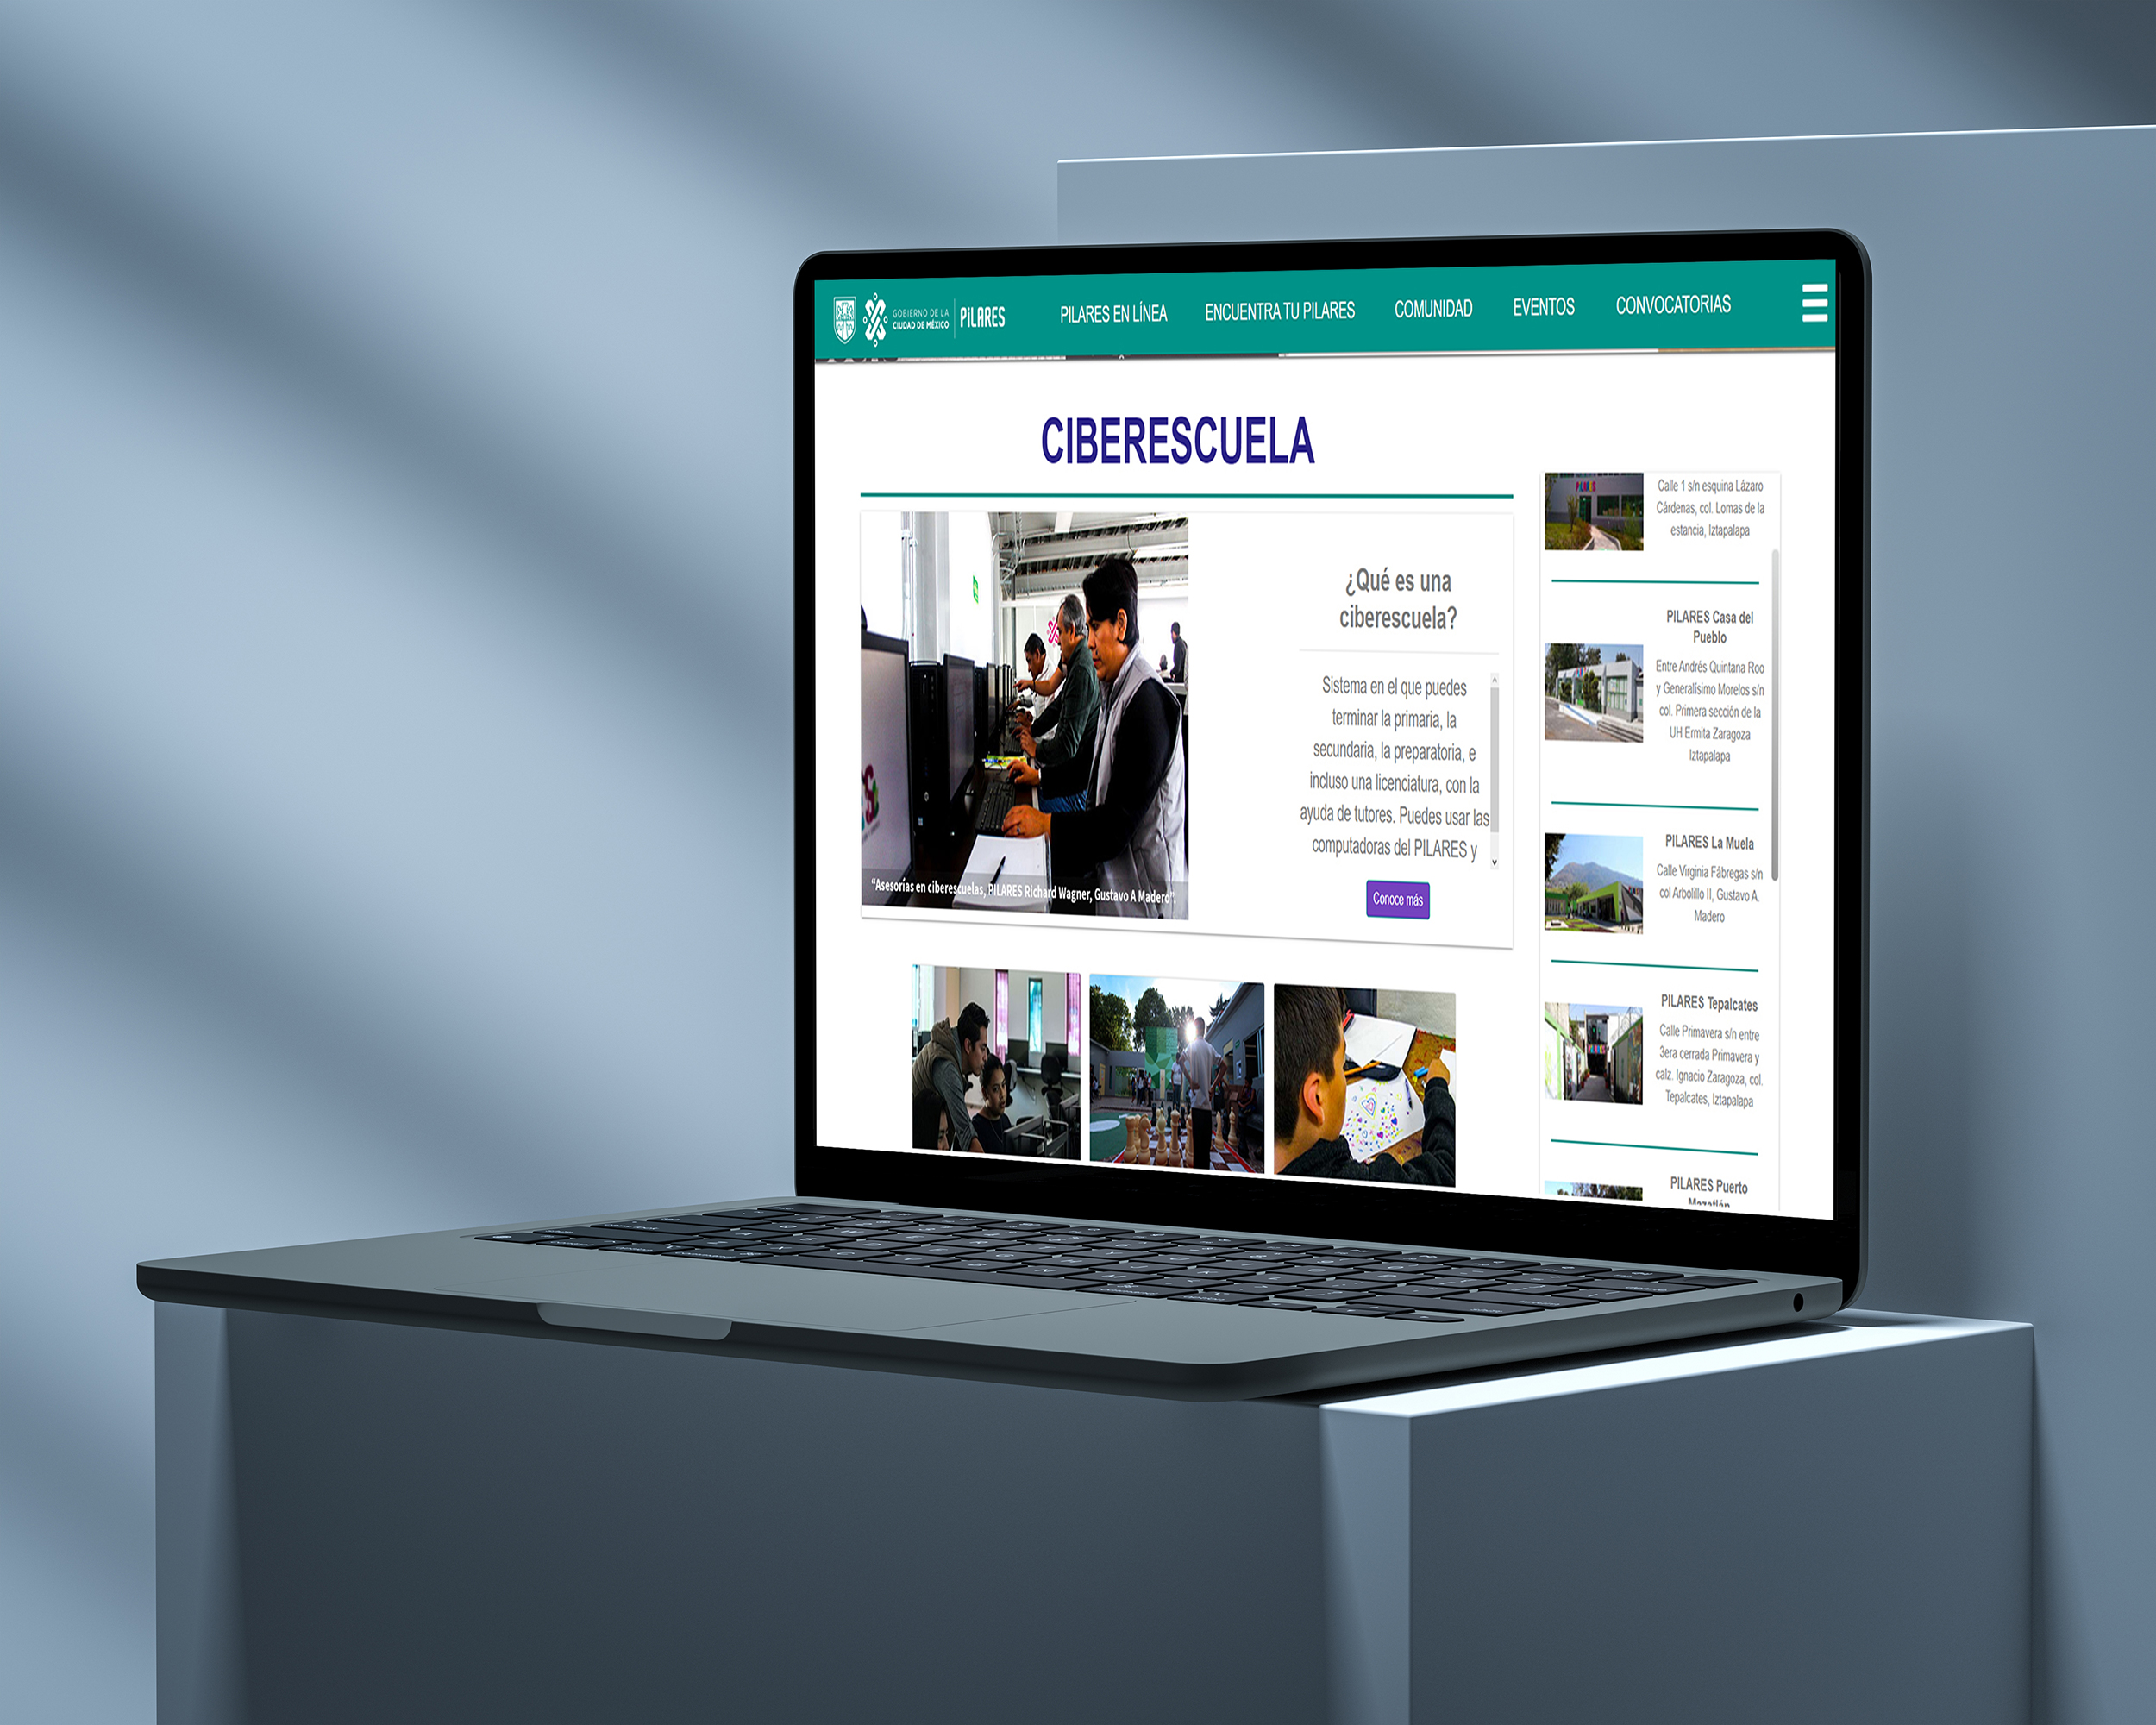 GOBIERNO DE LA
CIUDAD DE MÉXICO
PiLARES
PILARES EN LÍNEA
ENCUENTRA TU PILARES
COMUNIDAD
EVENTOS
CONVOCATORIAS
CIBERESCUELA
"Asesorías en ciberescuelas, PILARES Richard Wagner, Gustavo A Madero".
¿Qué es una
ciberescuela?
Sistema en el que puedes
terminar la primaria, la
secundaria, la preparatoria, e
incluso una licenciatura, con la
ayuda de tutores. Puedes usar las
computadoras del PILARES y
Conoce más
Calle 1 s/n esquina Lázaro
Cárdenas, col. Lomas de la
estancia, Iztapalapa
PILARES Casa del
Pueblo
Entre Andrés Quintana Roo
y Generalísimo Morelos s/n
col. Primera sección de la
UH Ermita Zaragoza
Iztapalapa
PILARES La Muela
Calle Virginia Fábregas s/n
col Arbolillo II, Gustavo A.
Madero
PILARES Tepalcates
Calle Primavera s/n entre
3era cerrada Primavera y
calz. Ignacio Zaragoza, col.
Tepalcates, Iztapalapa
PILARES Puerto
Mazatlán